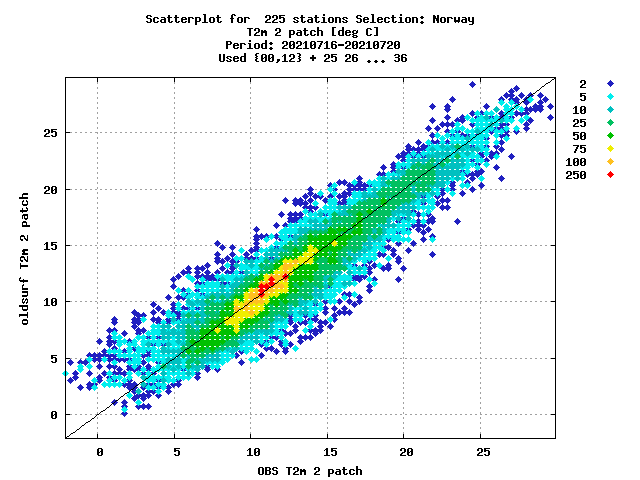 Scatterplot for  225 stations Selection: Norway
T2m 2 patch [deg C]
Period: 20210716-20210720
Used {00,12} + 25 26 ... 36
2
5
10
25
50
75
100
250
25
20
15
10
5
0
oldsurf T2m 2 patch
0 5 10 15 20 25
OBS T2m 2 patch